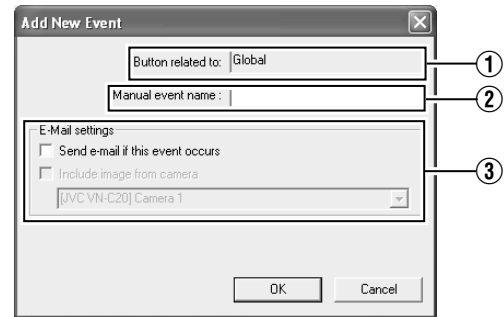 Add New Event
Button related to: Global
①
Manual event name :
②
E-Mail settings
Send e-mail if this event occurs
Include image from camera
③
[JVC VN-C20] Camera 1
OK Cancel